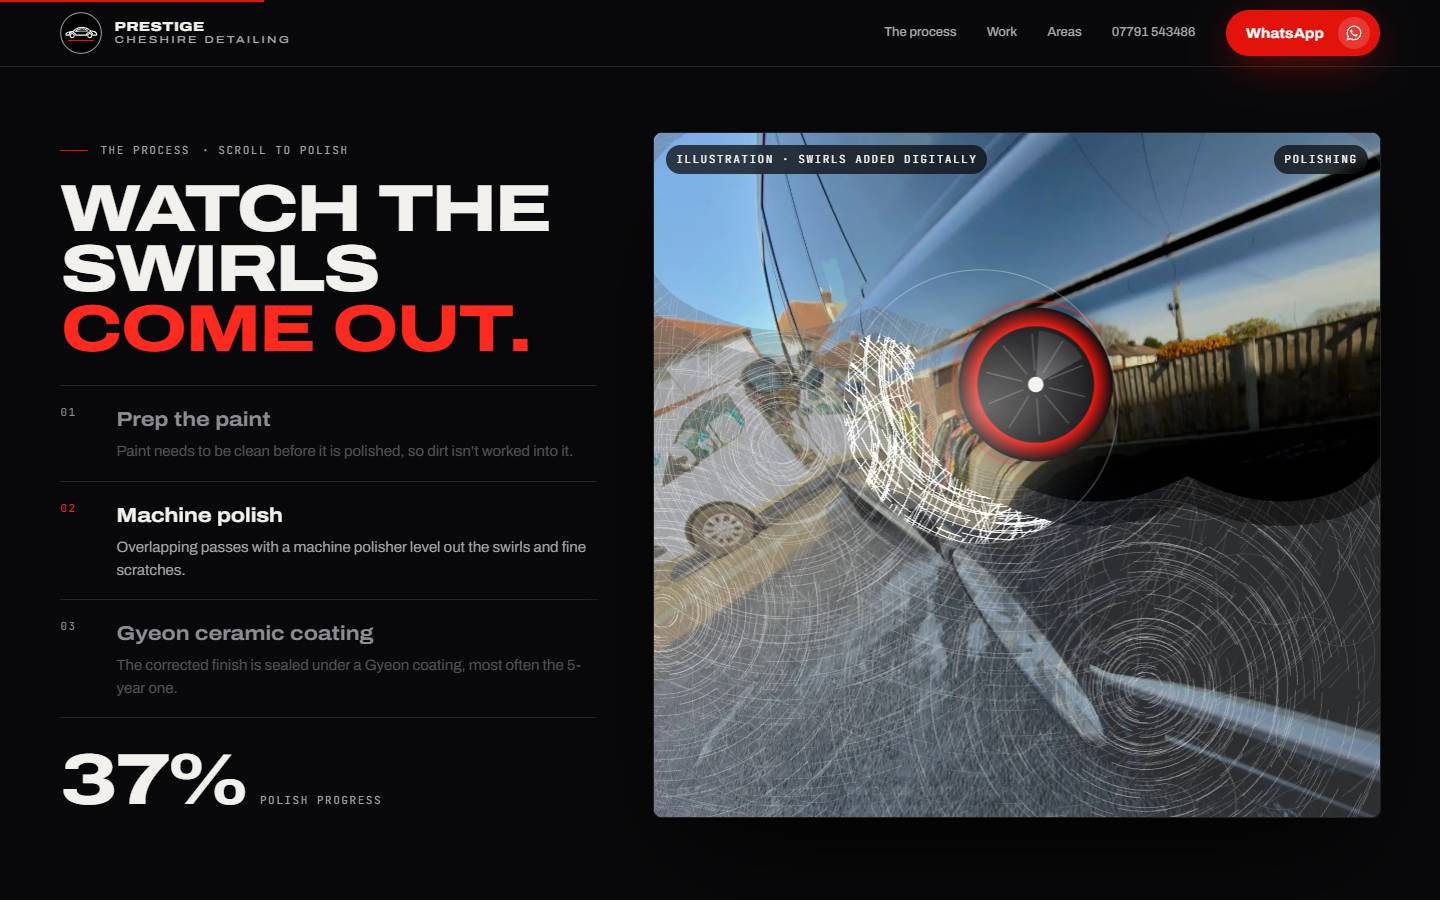 PRESTIGE
CHESHIRE DETAILING
The process
Work
Areas
07791 543486
WhatsApp
THE PROCESS · SCROLL TO POLISH
WATCH THE
SWIRLS
COME OUT.
01
Prep the paint
Paint needs to be clean before it is polished, so dirt isn't worked into it.
02
Machine polish
Overlapping passes with a machine polisher level out the swirls and fine
scratches.
03
Gyeon ceramic coating
The corrected finish is sealed under a Gyeon coating, most often the 5-
year one.
37%
POLISH PROGRESS
ILLUSTRATION · SWIRLS ADDED DIGITALLY
POLISHING